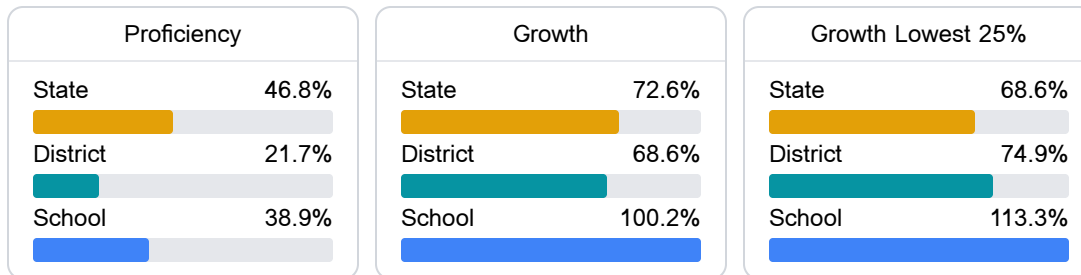 Proficiency
State 46.8%
District 21.7%
School 38.9%
Growth
State 72.6%
District 68.6%
School 100.2%
Growth Lowest 25%
State 68.6%
District 74.9%
School 113.3%